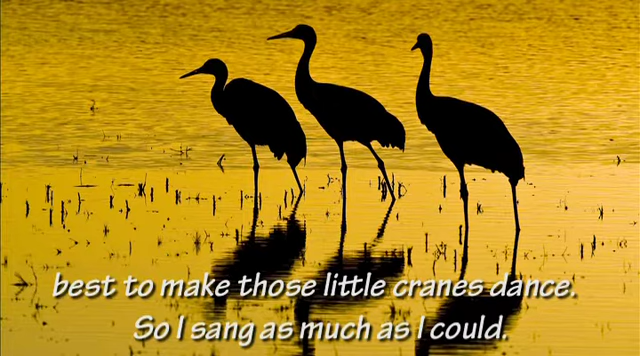 best to make those little cranes dance.
So I sang as much as I could.